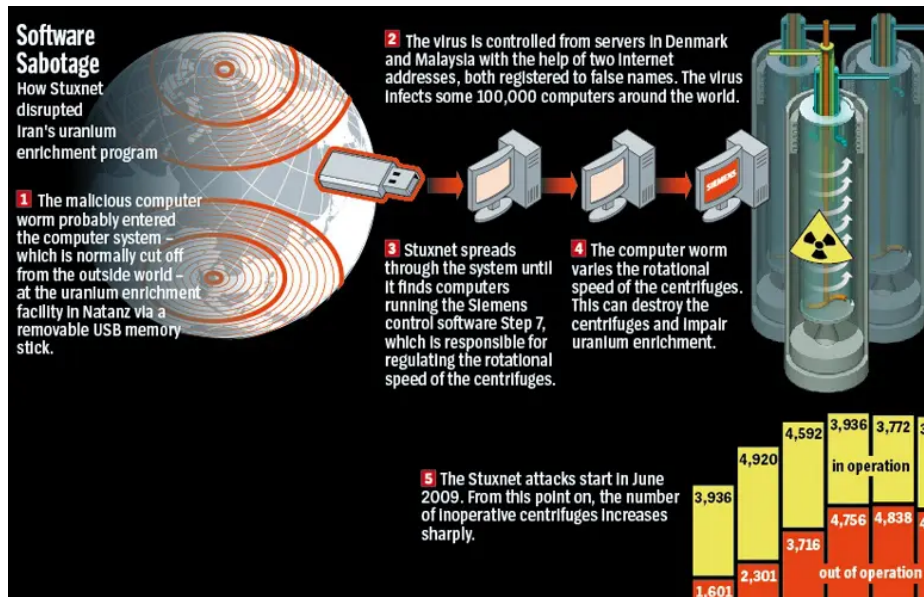 Software
Sabotage
How Stuxnet
disrupted
Iran's uranium
enrichment program
1 The malicious computer
worm probably entered
the computer system –
which is normally cut off
from the outside world –
at the uranium enrichment
facility in Natanz via a
removable USB memory
stick.
2 The virus is controlled from servers in Denmark
and Malaysia with the help of two Internet
addresses, both registered to false names. The virus
infects some 100,000 computers around the world.
SIEMENS
3 Stuxnet spreads
through the system until
it finds computers
running the Siemens
control software Step 7,
which is responsible for
regulating the rotational
speed of the centrifuges.
4 The computer worm
varies the rotational
speed of the centrifuges.
This can destroy the
centrifuges and impair
uranium enrichment.
5 The Stuxnet attacks start in June
2009. From this point on, the number
of inoperative centrifuges increases
sharply.
3,936 4,920 4,592 3,936 3,772
in operation
1,601 2,301 3,716 4,756 4,838
out of operation